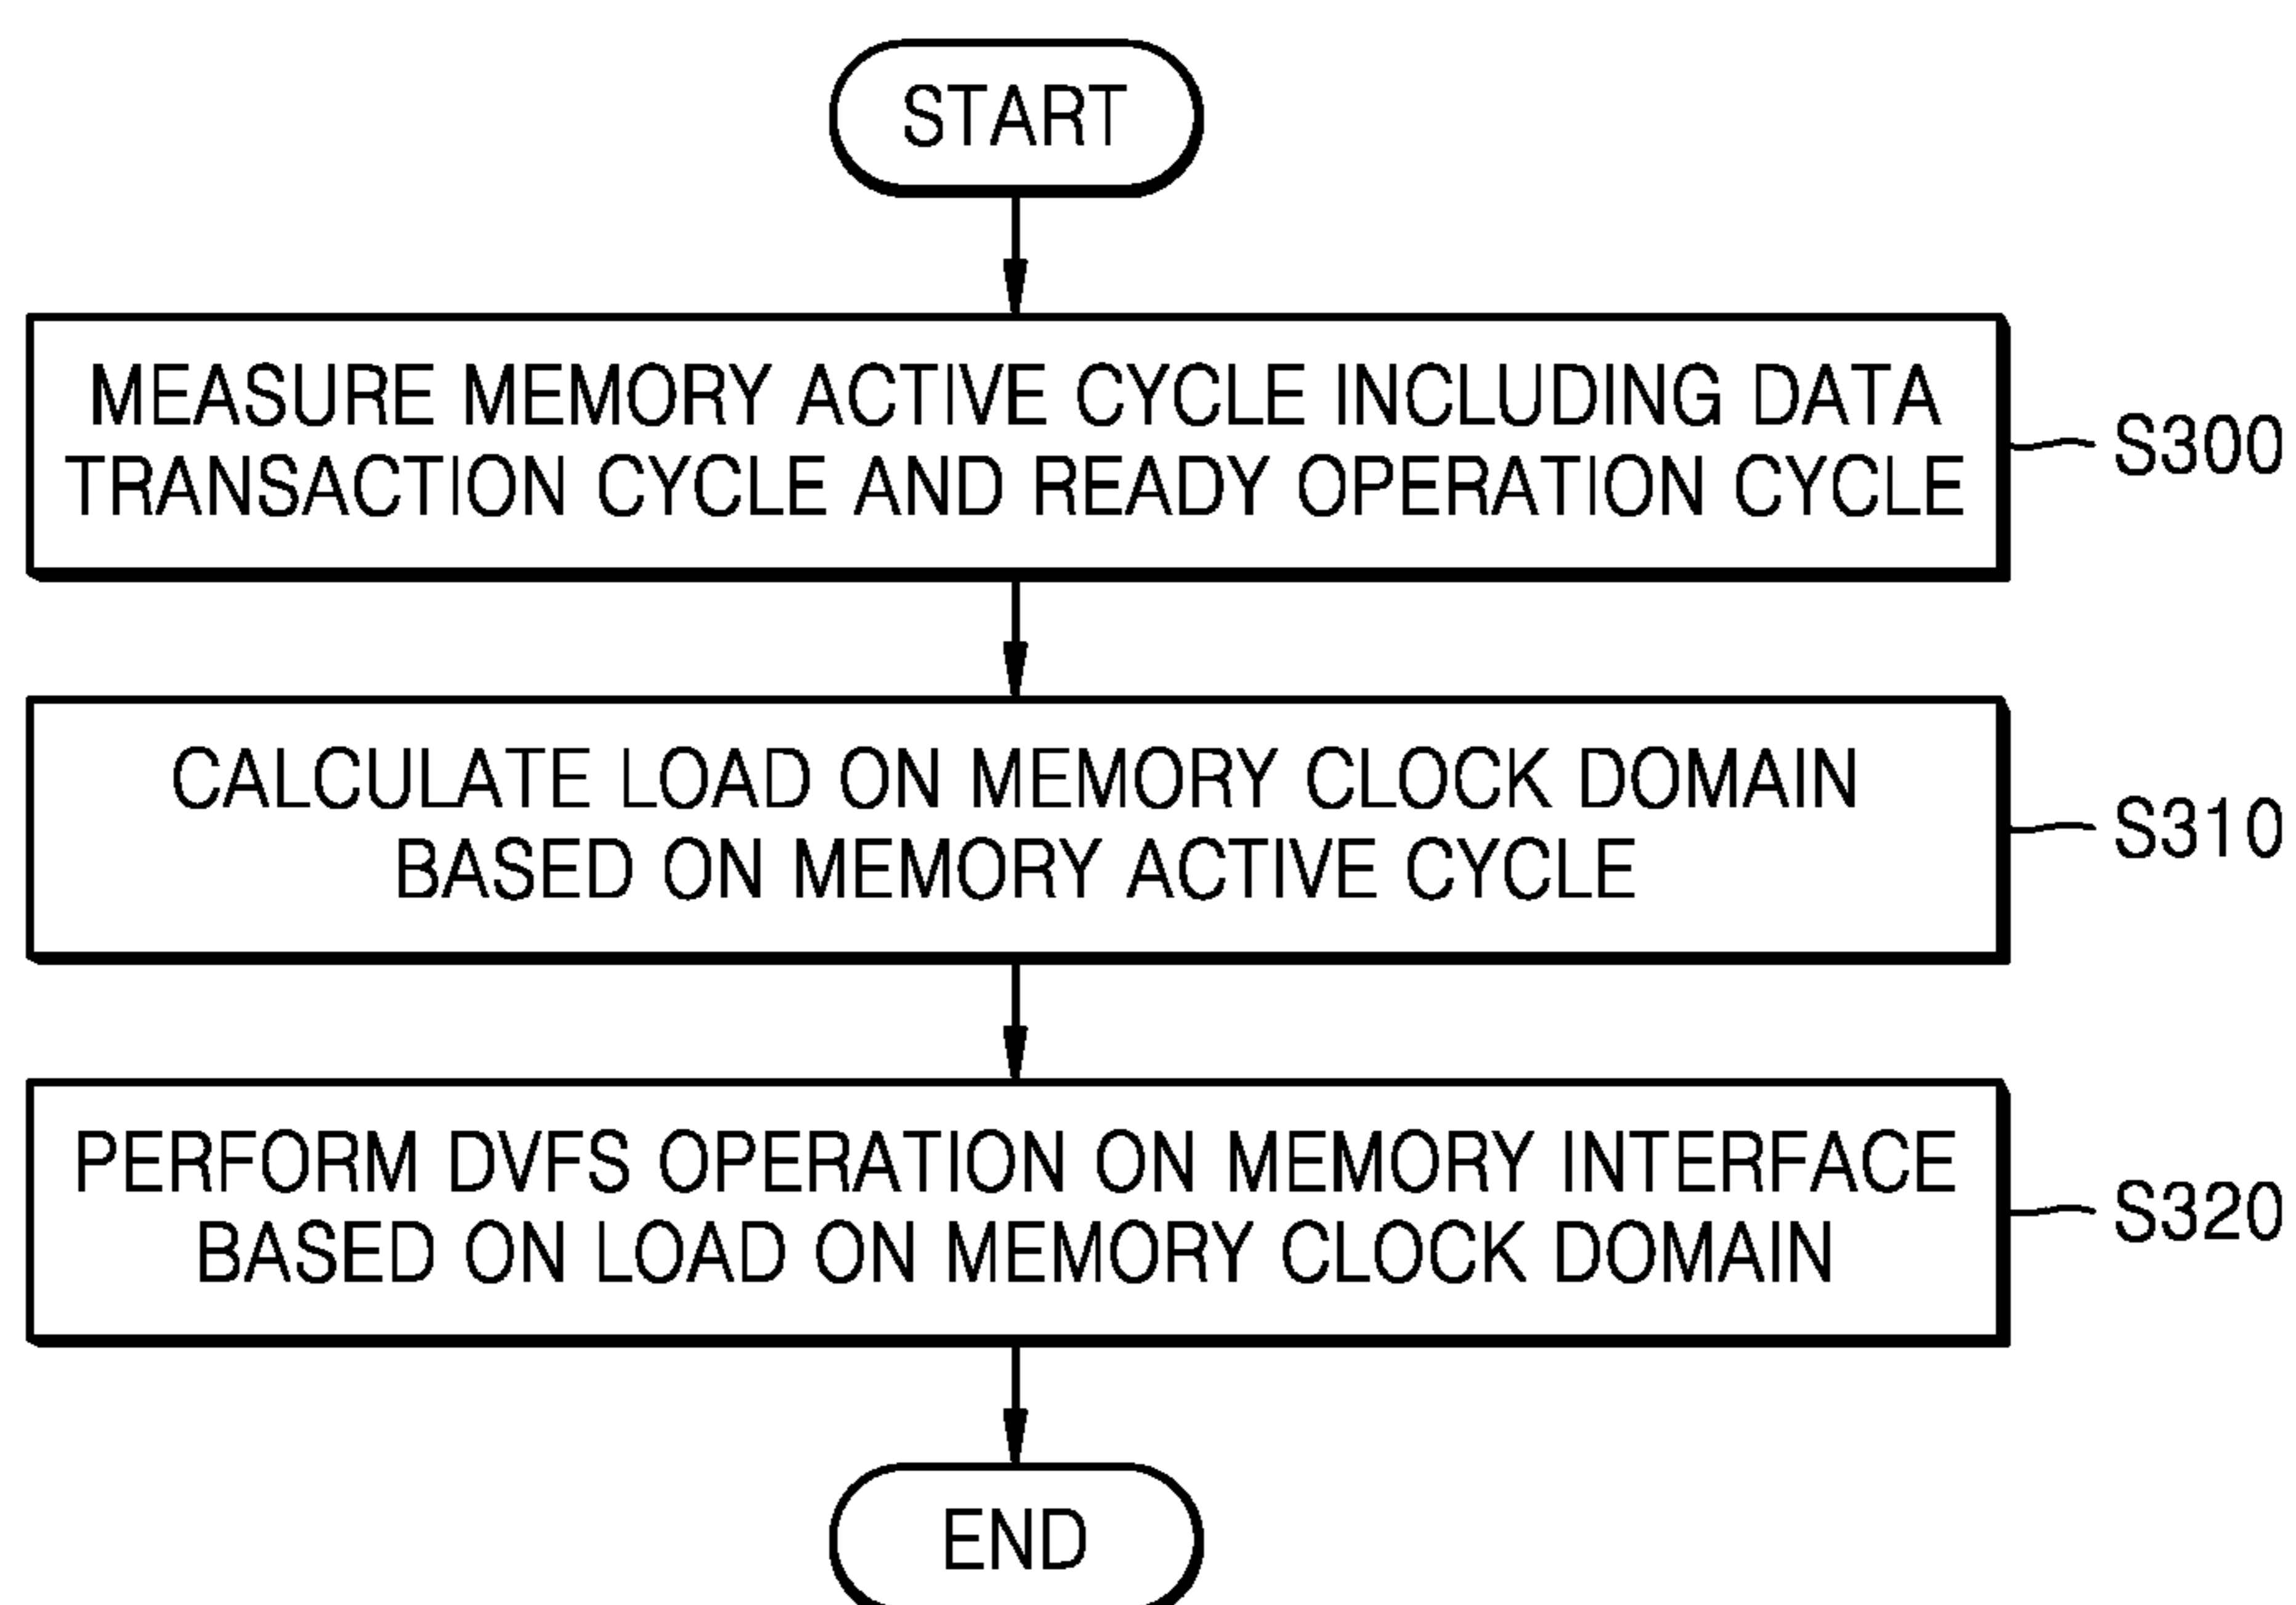 START
MEASURE MEMORY ACTIVE CYCLE INCLUDING DATA
TRANSACTION CYCLE AND READY OPERATION CYCLE
S300
CALCULATE LOAD ON MEMORY CLOCK DOMAIN
BASED ON MEMORY ACTIVE CYCLE
S310
PERFORM DVFS OPERATION ON MEMORY INTERFACE
BASED ON LOAD ON MEMORY CLOCK DOMAIN
S320
END